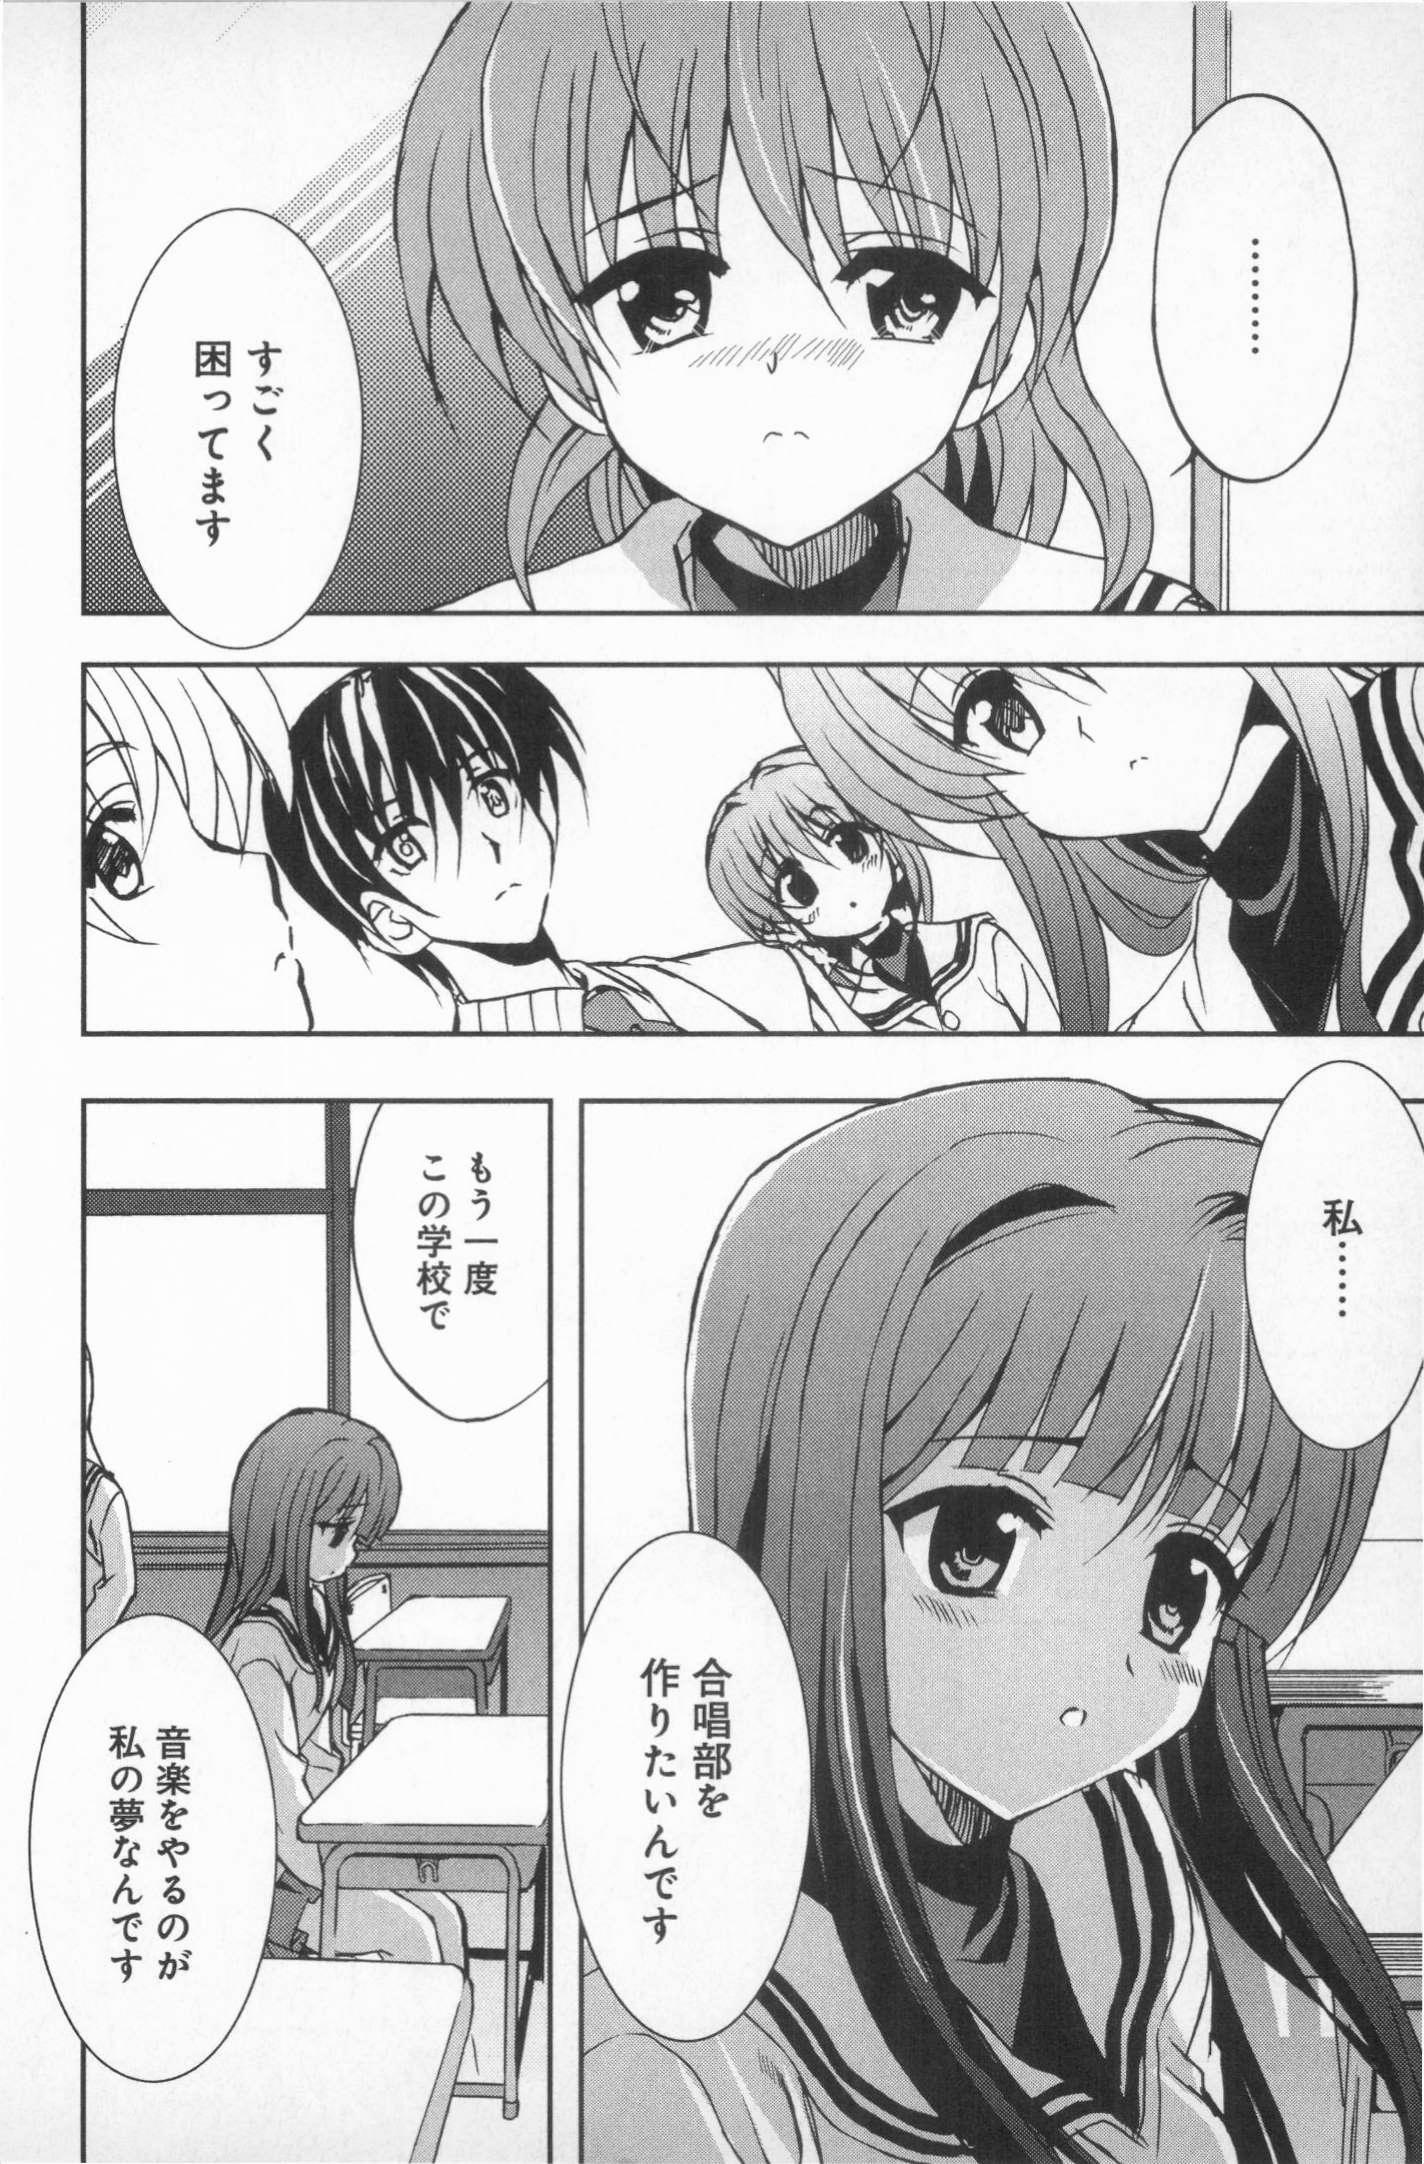 ………
すごく
困ってます
私……
合唱部を
作りたいんです
もう一度
この学校で
音楽をやるのが
私の夢なんです